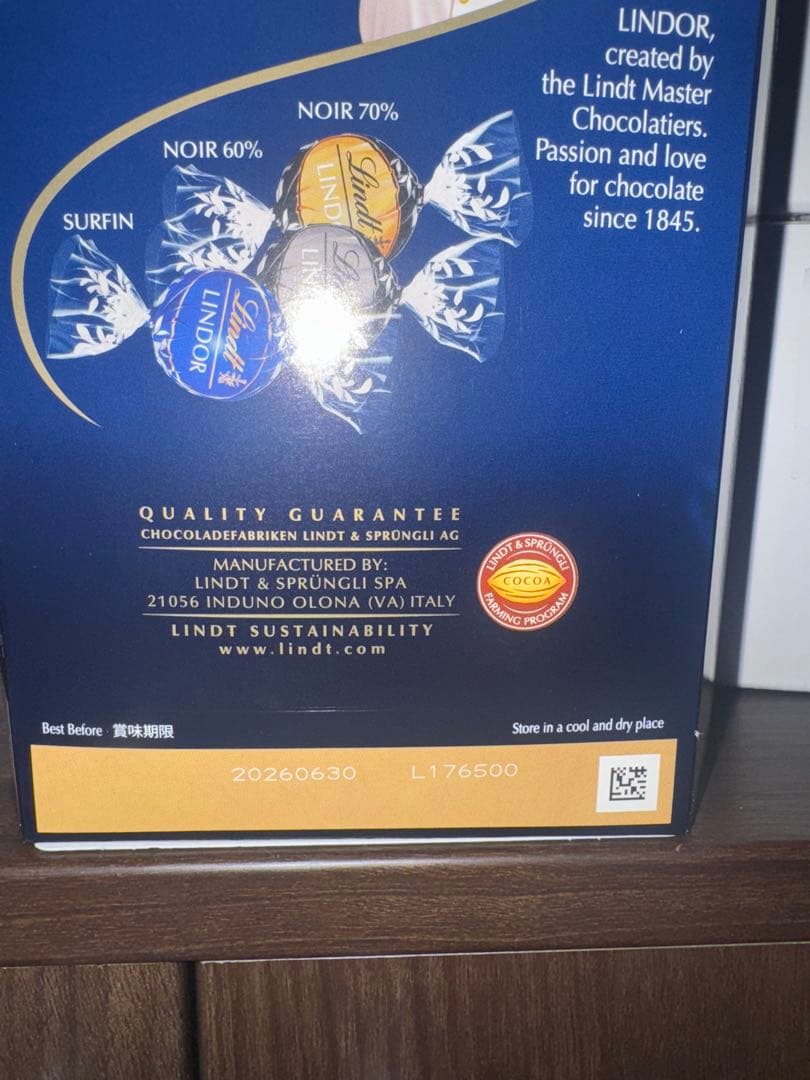 LINDOR,
created by
the Lindt Master
Chocolatiers.
Passion and love
for chocolate
since 1845.
NOIR 70%
NOIR 60%
SURFIN
Lindt
LINDOR
Lindt
LINDOR
QUALITY GUARANTEE
CHOCOLADEFABRIKEN LINDT & SPRÜNGLI AG
MANUFACTURED BY:
LINDT & SPRÜNGLI SPA
21056 INDUNO OLONA (VA) ITALY
LINDT SUSTAINABILITY
www.lindt.com
LINDT & SPRÜNGLI
COCOA
FARMING PROGRAM
Best Before 賞味期限
Store in a cool and dry place
20260630 L176500